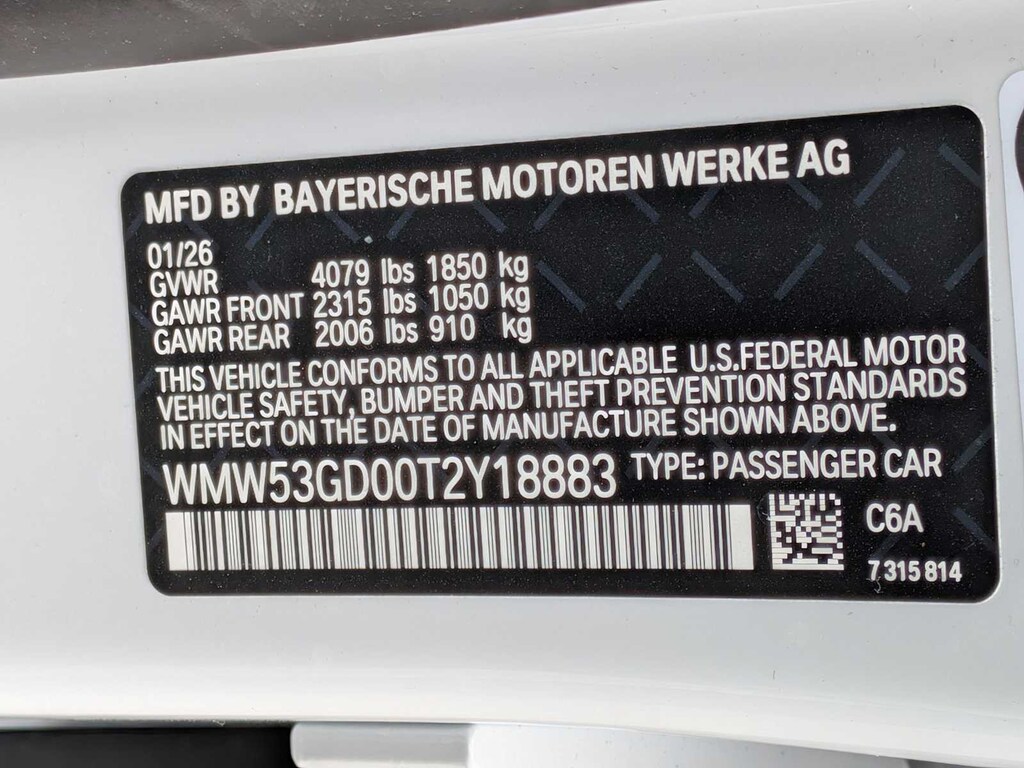 MFD BY BAYERISCHE MOTOREN WERKE AG
01/26
GVWR 4079 lbs 1850 kg
GAWR FRONT 2315 lbs 1050 kg
GAWR REAR 2006 lbs 910 kg
THIS VEHICLE CONFORMS TO ALL APPLICABLE U.S.FEDERAL MOTOR
VEHICLE SAFETY, BUMPER AND THEFT PREVENTION STANDARDS
IN EFFECT ON THE DATE OF MANUFACTURE SHOWN ABOVE.
WMW53GD00T2Y18883 TYPE: PASSENGER CAR
C6A
7 315 814